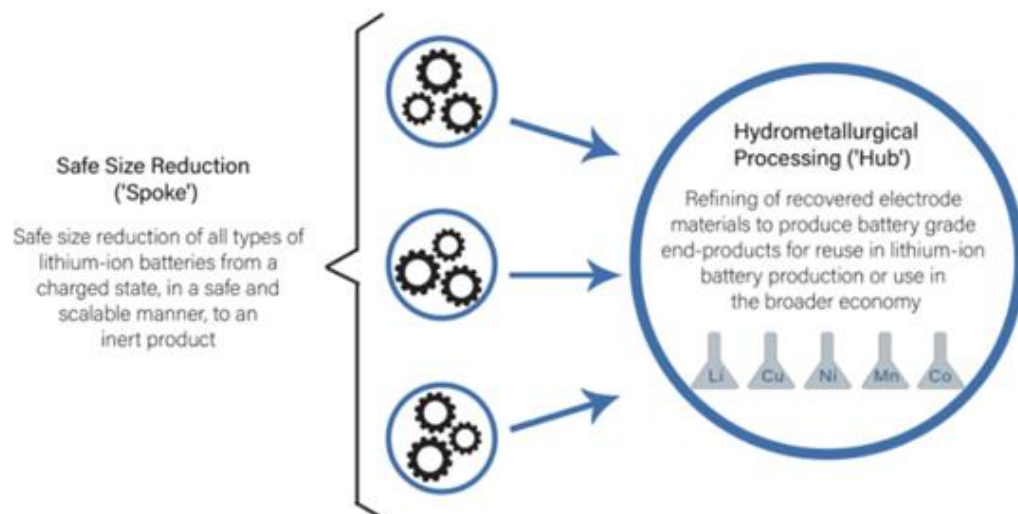 Safe Size Reduction
('Spoke')
Safe size reduction of all types of
lithium-ion batteries from a
charged state, in a safe and
scalable manner, to an
inert product
Hydrometallurgical
Processing ('Hub')
Refining of recovered electrode
materials to produce battery grade
end-products for reuse in lithium-ion
battery production or use in
the broader economy
Li Cu Ni Mn Co